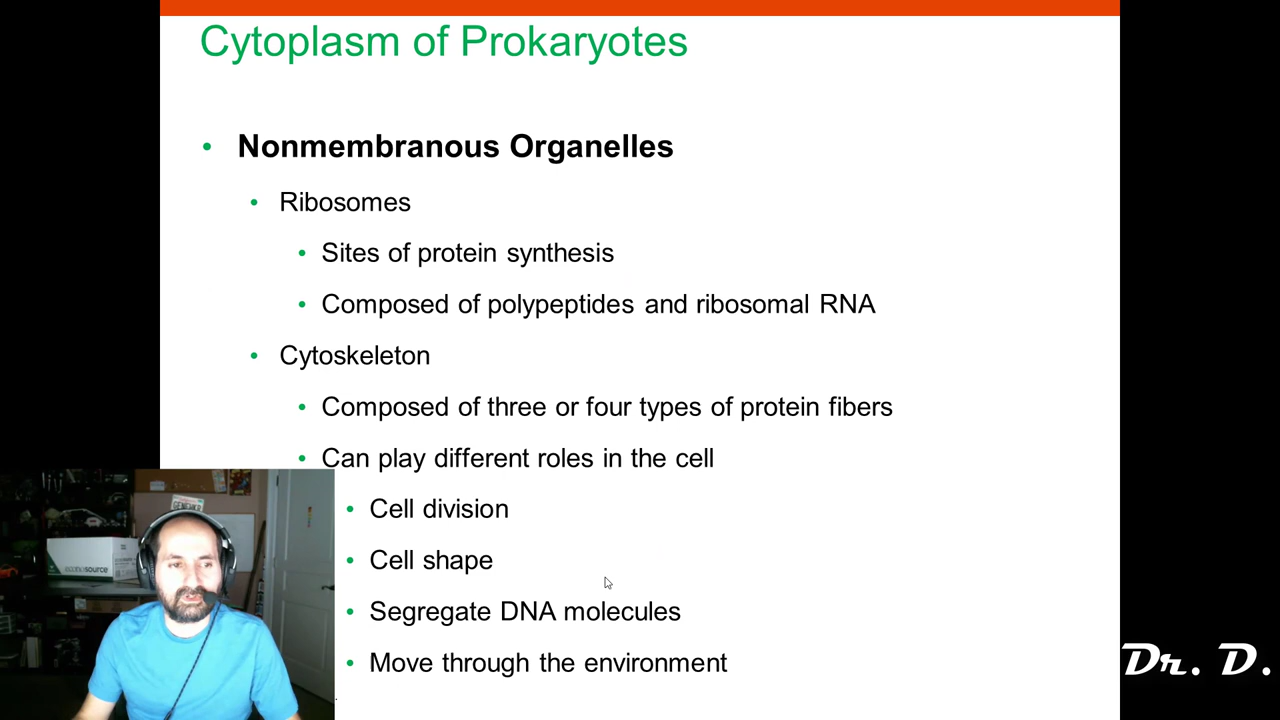 Cytoplasm of Prokaryotes
• Nonmembranous Organelles
• Ribosomes
• Sites of protein synthesis
• Composed of polypeptides and ribosomal RNA
• Cytoskeleton
• Composed of three or four types of protein fibers
• Can play different roles in the cell
• Cell division
• Cell shape
• Segregate DNA molecules
• Move through the environment
Dr. D.